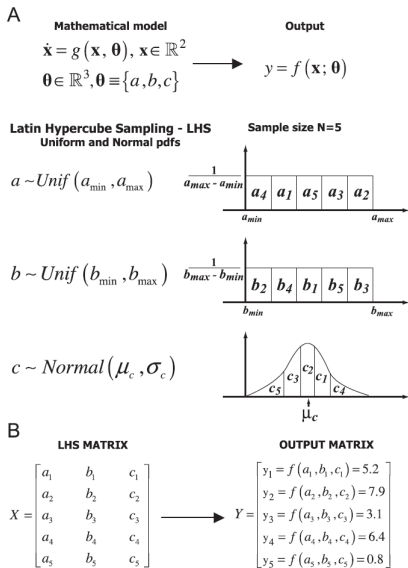 A
Mathematical model
Output
ẋ = g(x, θ), x∈ℝ²
θ∈ℝ³, θ ≡ {a,b,c}
y = f(x; θ)
Latin Hypercube Sampling - LHS
Uniform and Normal pdfs
Sample size N=5
a ~ Unif (a_min, a_max)
1
a_max - a_min
a₄ a₁ a₅ a₃ a₂
a_min a_max
b ~ Unif (b_min, b_max)
1
b_max - b_min
b₂ b₄ b₁ b₅ b₃
b_min b_max
c ~ Normal (μ_c, σ_c)
c₅ c₃ c₂ c₁ c₄
μ_c
B
LHS MATRIX
OUTPUT MATRIX
X =
a₁ b₁ c₁
a₂ b₂ c₂
a₃ b₃ c₃
a₄ b₄ c₄
a₅ b₅ c₅
Y =
y₁ = f(a₁,b₁,c₁) = 5.2
y₂ = f(a₂,b₂,c₂) = 7.9
y₃ = f(a₃,b₃,c₃) = 3.1
y₄ = f(a₄,b₄,c₄) = 6.4
y₅ = f(a₅,b₅,c₅) = 0.8